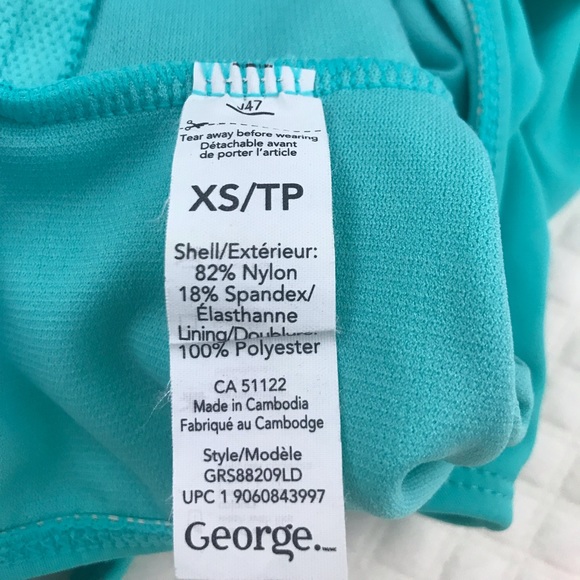 Tear away before wearing
Détachable avant
de porter l'article
XS/TP
Shell/Extérieur:
82% Nylon
18% Spandex/
Élasthanne
Lining/Doublure:
100% Polyester
CA 51122
Made in Cambodia
Fabriqué au Cambodge
Style/Modèle
GRS88209LD
UPC 1 9060843997
George.